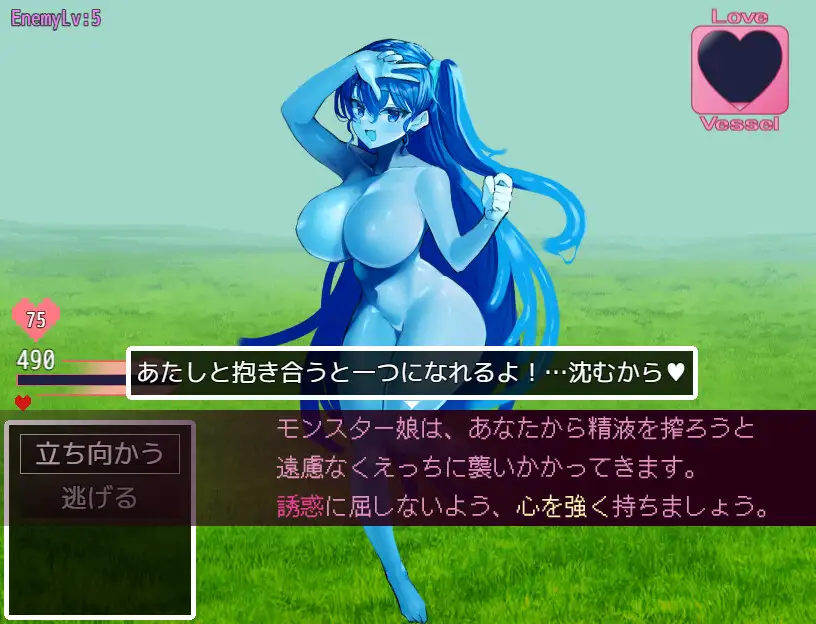 EnemyLv:5
Love
Vessel
75
490
あたしと抱き合うと一つになれるよ！…沈むから♥
立ち向かう
逃げる
モンスター娘は、あなたから精液を搾ろうと
遠慮なくえっちに襲いかかってきます。
誘惑に屈しないよう、心を強く持ちましょう。